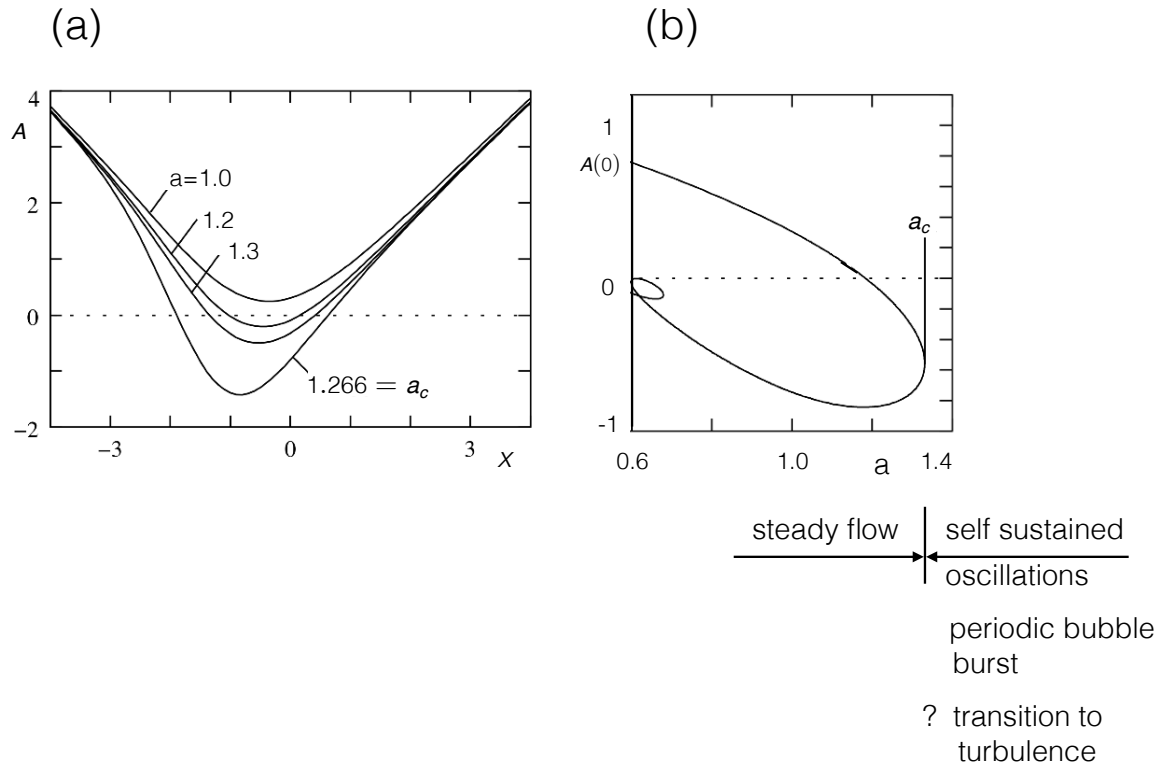 (a)
4
A
2
0
−2
a=1.0
1.2
1.3
1.266 = a_c
−3
0
3
X
(b)
1
A(0)
0
-1
a_c
0.6
1.0
a
1.4
steady flow
self sustained
oscillations
periodic bubble
burst
? transition to
turbulence